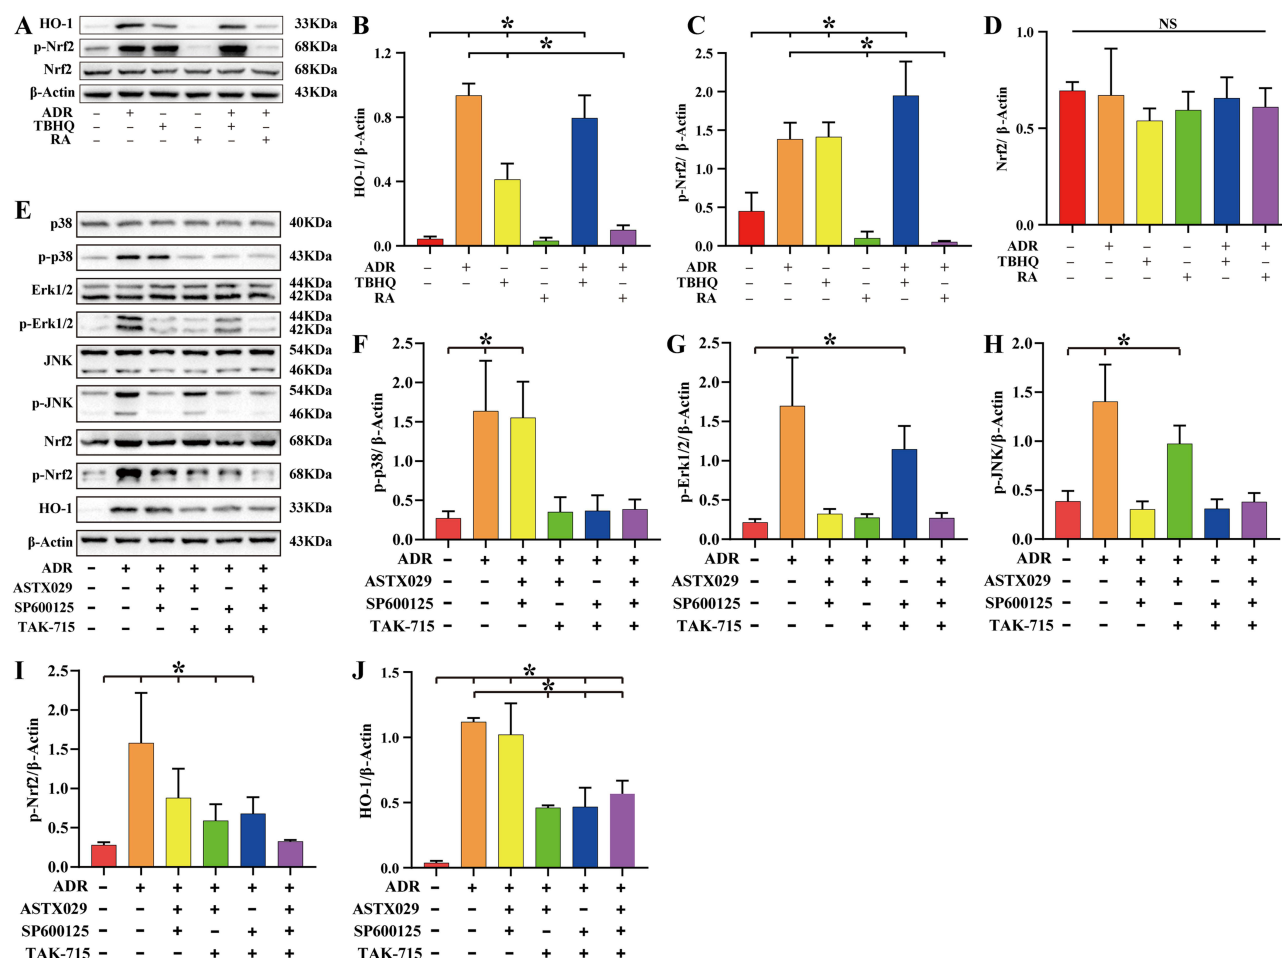 A
HO-1 33KDa
p-Nrf2 68KDa
Nrf2 68KDa
β-Actin 43KDa
ADR - + - - + +
TBHQ - - + - + -
RA - - - + - +
B
* *
HO-1/ β-Actin
1.2
0.8
0.4
0.0
ADR - + - - + +
TBHQ - - + - + -
RA - - - + - +
C
* *
p-Nrf2/ β-Actin
2.5
2.0
1.5
1.0
0.5
0.0
ADR - + - - + +
TBHQ - - + - + -
RA - - - + - +
D
NS
Nrf2/ β-Actin
1.0
0.5
0.0
ADR - + - - + +
TBHQ - - + - + -
RA - - - + - +
E
p38 40KDa
p-p38 43KDa
Erk1/2 44KDa
42KDa
p-Erk1/2 44KDa
42KDa
JNK 54KDa
46KDa
p-JNK 54KDa
46KDa
Nrf2 68KDa
p-Nrf2 68KDa
HO-1 33KDa
β-Actin 43KDa
- + + + + + ADR
- - + + - + ASTX029
- - + - + + SP600125
- - - + + + TAK-715
F
*
p-p38/ β-Actin
2.5
2.0
1.5
1.0
0.5
0.0
ADR - + + + + +
ASTX029 - - + + - +
SP600125 - - + - + +
TAK-715 - - - + + +
G
*
p-Erk1/2/β-Actin
2.5
2.0
1.5
1.0
0.5
0.0
ADR - + + + + +
ASTX029 - - + + - +
SP600125 - - + - + +
TAK-715 - - - + + +
H
*
p-JNK/β-Actin
2.0
1.5
1.0
0.5
0.0
ADR - + + + + +
ASTX029 - - + + - +
SP600125 - - + - + +
TAK-715 - - - + + +
I
*
p-Nrf2/β-Actin
2.5
2.0
1.5
1.0
0.5
0.0
ADR - + + + + +
ASTX029 - - + + - +
SP600125 - - + - + +
TAK-715 - - - + + +
J
*
*
HO-1/β-Actin
1.5
1.0
0.5
0.0
ADR - + + + + +
ASTX029 - - + + - +
SP600125 - - + - + +
TAK-715 - - - + + +